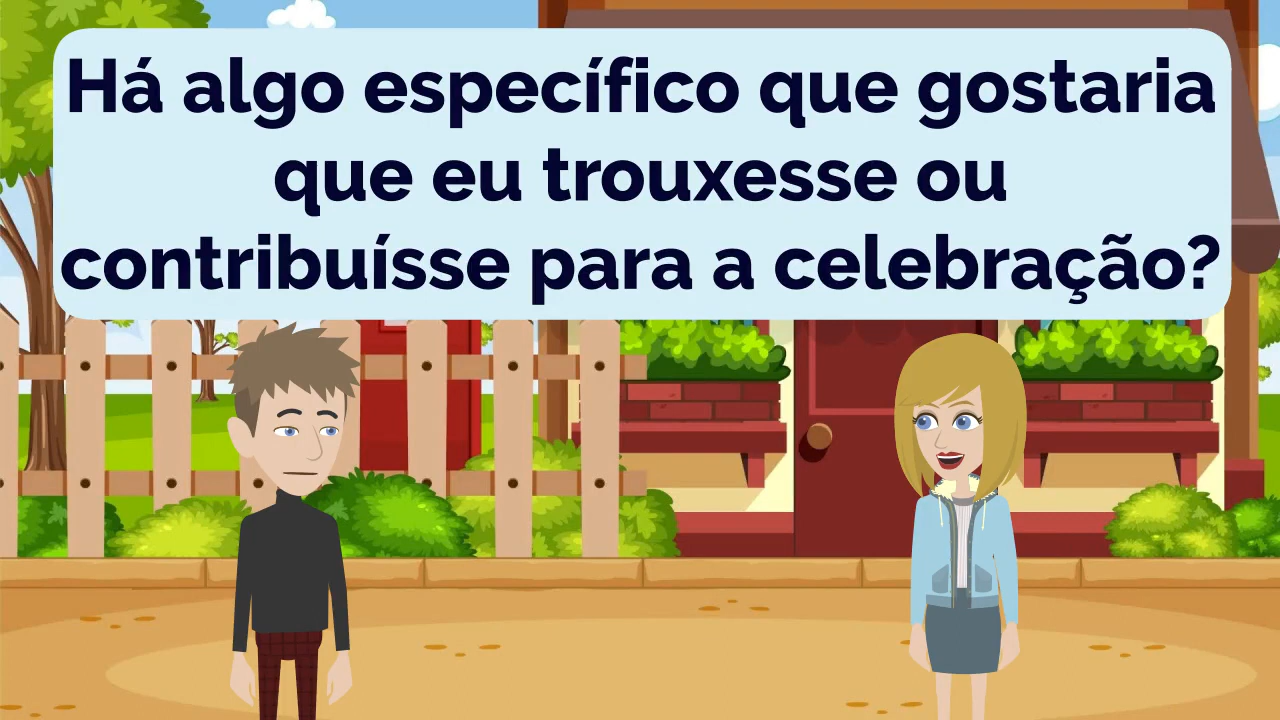 Há algo específico que gostaria
que eu trouxesse ou
contribuísse para a celebração?